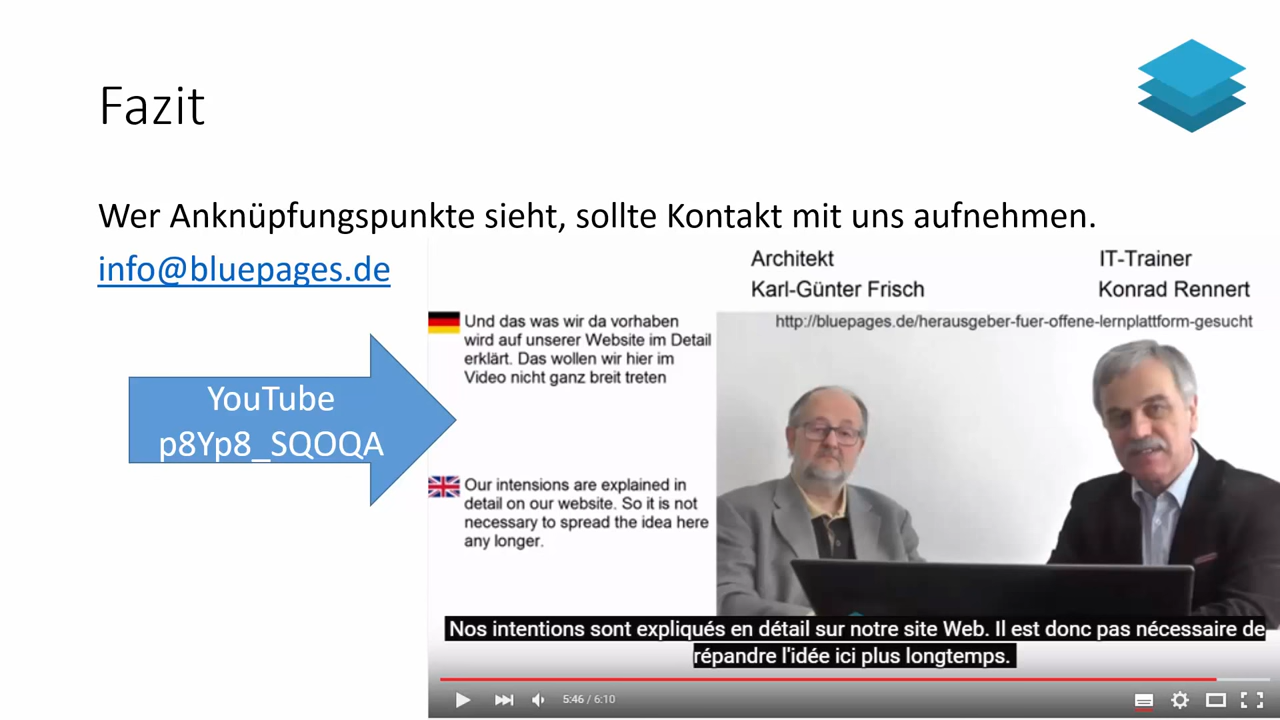 Fazit
Wer Anknüpfungspunkte sieht, sollte Kontakt mit uns aufnehmen.
info@bluepages.de
YouTube
p8Yp8_SQOQA
Architekt
Karl-Günter Frisch
IT-Trainer
Konrad Rennert
http://bluepages.de/herausgeber-fuer-offene-lernplattform-gesucht
Und das was wir da vorhaben
wird auf unserer Website im Detail
erklärt. Das wollen wir hier im
Video nicht ganz breit treten
Our intensions are explained in
detail on our website. So it is not
necessary to spread the idea here
any longer.
Nos intentions sont expliqués en détail sur notre site Web. Il est donc pas nécessaire de
répandre l'idée ici plus longtemps.
5:46 / 6:10